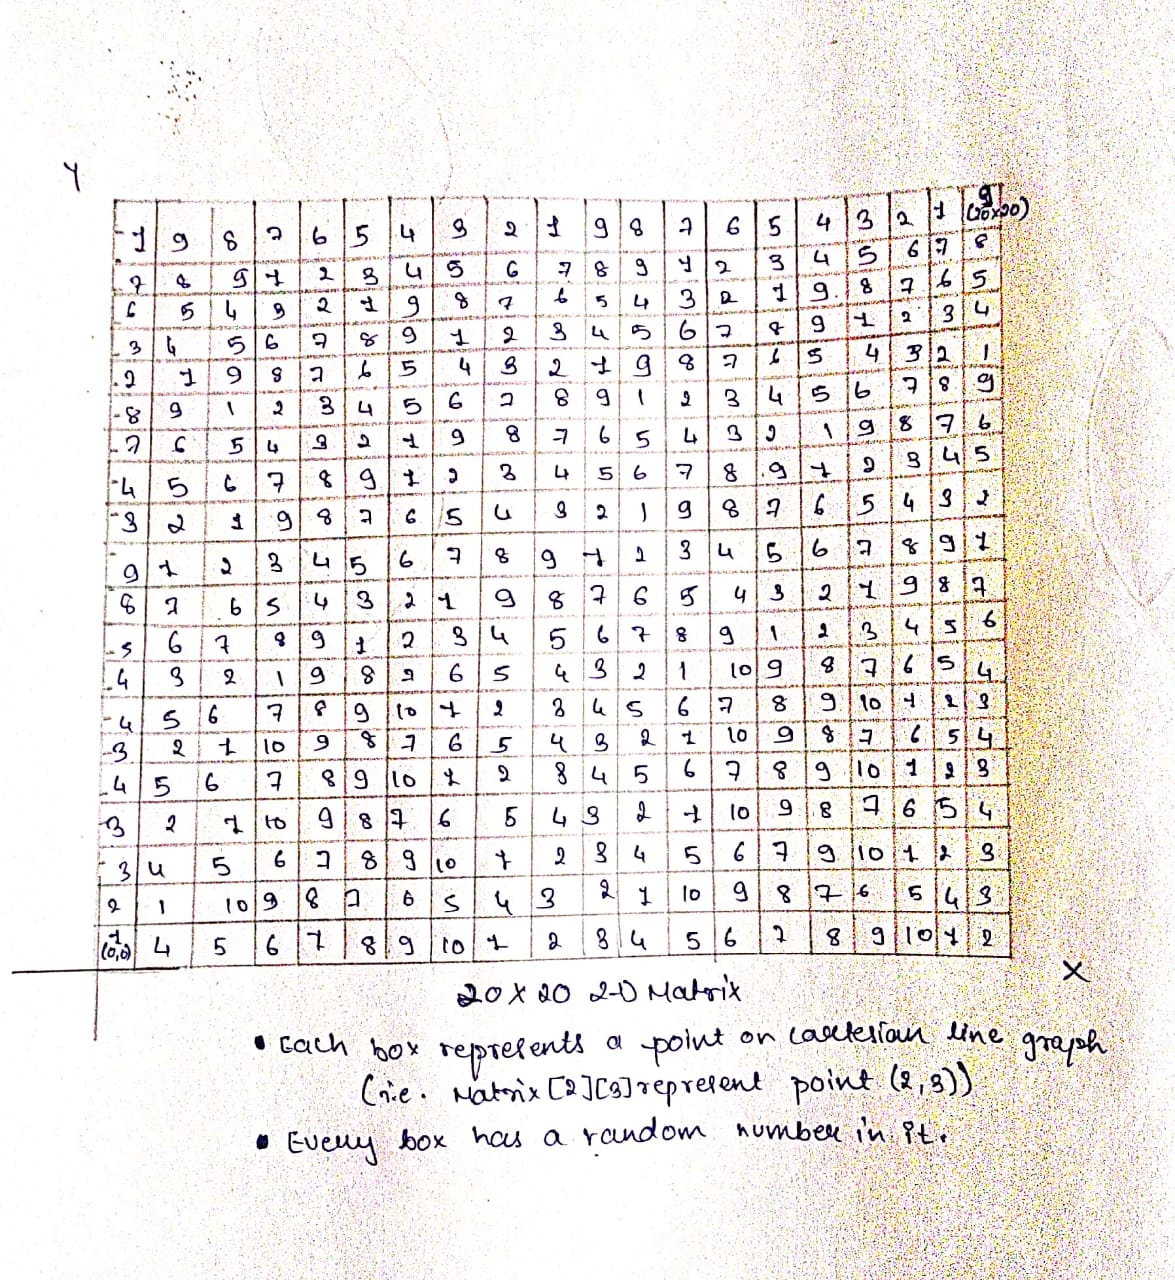 Y
1 9 8 7 6 5 4 3 2 1 9 8 7 6 5 4 3 2 1 9
(20x20)
7 8 9 1 2 3 4 5 6 7 8 9 1 2 3 4 5 6 7 8
6 5 4 3 2 1 9 8 7 6 5 4 3 2 1 9 8 7 6 5
3 4 5 6 7 8 9 1 2 3 4 5 6 7 8 9 1 2 3 4
2 1 9 8 7 6 5 4 3 2 1 9 8 7 6 5 4 3 2 1
8 9 1 2 3 4 5 6 7 8 9 1 2 3 4 5 6 7 8 9
7 6 5 4 3 2 1 9 8 7 6 5 4 3 2 1 9 8 7 6
4 5 6 7 8 9 1 2 3 4 5 6 7 8 9 1 2 3 4 5
3 2 1 9 8 7 6 5 4 3 2 1 9 8 7 6 5 4 3 2
9 1 2 3 4 5 6 7 8 9 1 2 3 4 5 6 7 8 9 1
8 7 6 5 4 3 2 1 9 8 7 6 5 4 3 2 1 9 8 7
5 6 7 8 9 1 2 3 4 5 6 7 8 9 1 2 3 4 5 6
4 3 2 1 9 8 7 6 5 4 3 2 1 10 9 8 7 6 5 4
4 5 6 7 8 9 10 1 2 3 4 5 6 7 8 9 10 1 2 3
3 2 1 10 9 8 7 6 5 4 3 2 1 10 9 8 7 6 5 4
4 5 6 7 8 9 10 1 2 3 4 5 6 7 8 9 10 1 2 3
3 2 1 10 9 8 7 6 5 4 3 2 1 10 9 8 7 6 5 4
3 4 5 6 7 8 9 10 1 2 3 4 5 6 7 9 10 1 2 3
2 1 10 9 8 7 6 5 4 3 2 1 10 9 8 7 6 5 4 3
1 4 5 6 7 8 9 10 1 2 3 4 5 6 7 8 9 10 1 2
(0,0)
X
20 X 20 2-D Matrix
• Each box represents a point on cartesian line graph
(i.e. Matrix [2][3] represent point (2,3))
• Every box has a random number in it.